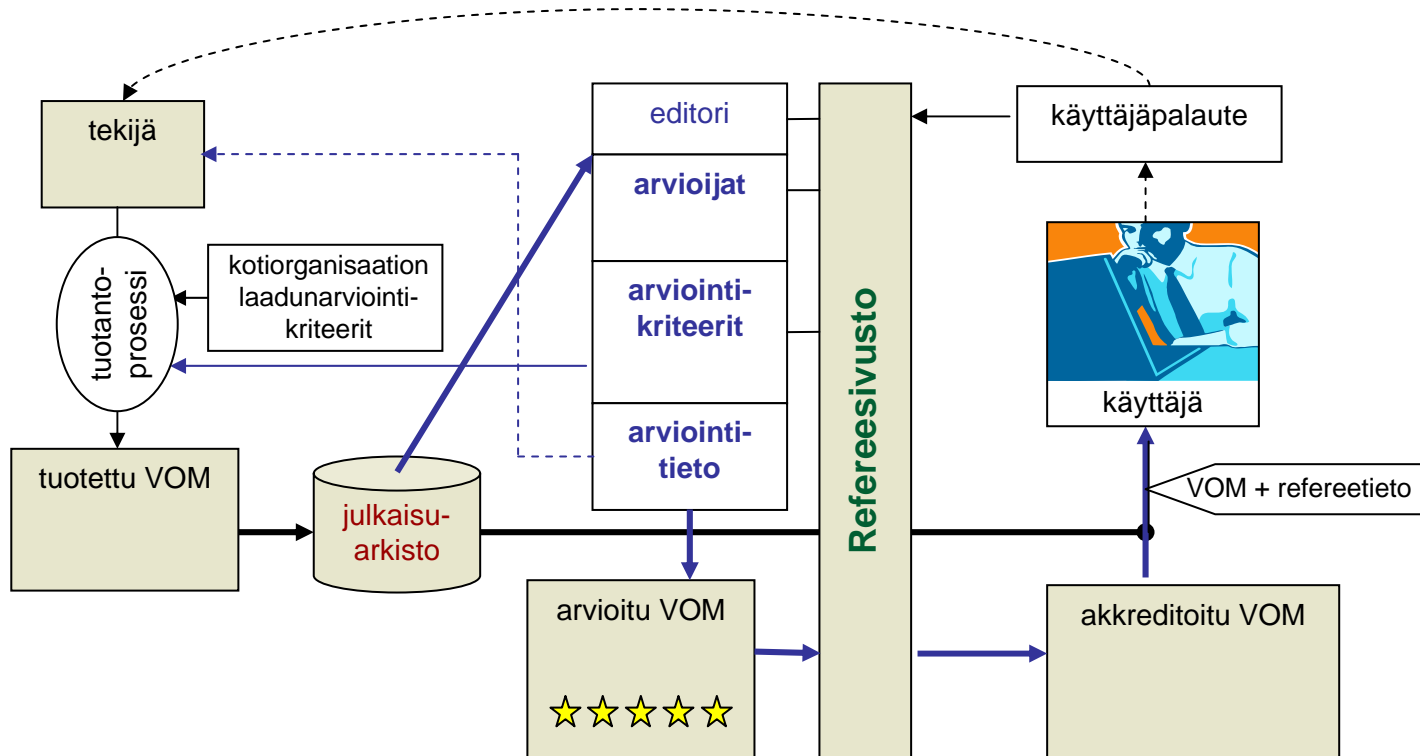 tekijä
tuotanto-
prosessi
kotiorganisaation
laadunarviointi-
kriteerit
tuotettu VOM
julkaisu-
arkisto
editori
arvioijat
arviointi-
kriteerit
arviointi-
tieto
arvioitu VOM
Refereesivusto
käyttäjäpalaute
käyttäjä
VOM + refereetieto
akkreditoitu VOM